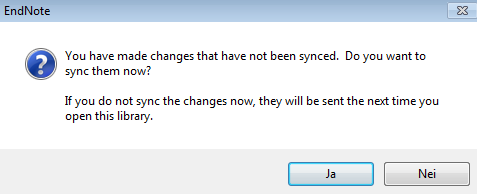 EndNote
You have made changes that have not been synced.  Do you want
sync them now?
If you do not sync the changes now, they will be sent the next time you
open this library.
Ja
Nei